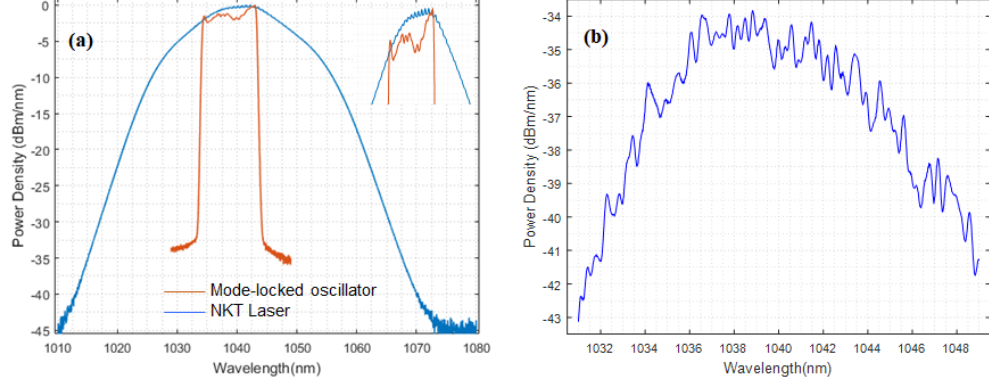 (a)
0
-5
-10
-15
-20
-25
-30
-35
-40
-45
Power Density (dBm/nm)
Mode-locked oscillator
NKT Laser
1010 1020 1030 1040 1050 1060 1070 1080
Wavelength(nm)
(b)
-34
-35
-36
-37
-38
-39
-40
-41
-42
-43
Power Density (dBm/nm)
1032 1034 1036 1038 1040 1042 1044 1046 1048
Wavelength(nm)